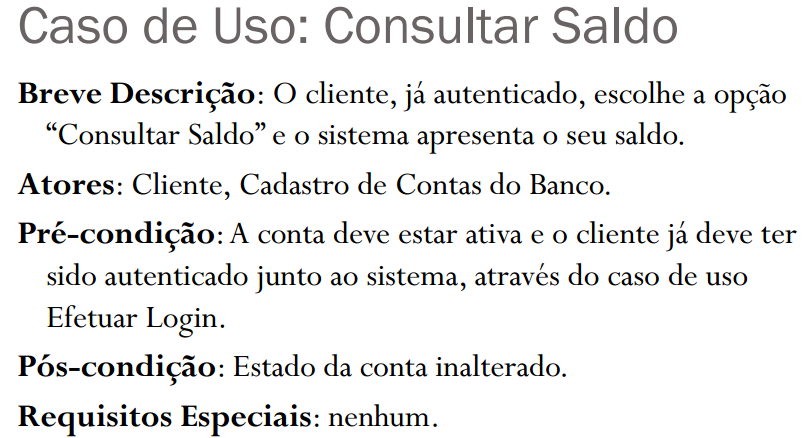 Caso de Uso: Consultar Saldo
Breve Descrição: O cliente, já autenticado, escolhe a opção
“Consultar Saldo” e o sistema apresenta o seu saldo.
Atores: Cliente, Cadastro de Contas do Banco.
Pré-condição: A conta deve estar ativa e o cliente já deve ter
sido autenticado junto ao sistema, através do caso de uso
Efetuar Login.
Pós-condição: Estado da conta inalterado.
Requisitos Especiais: nenhum.